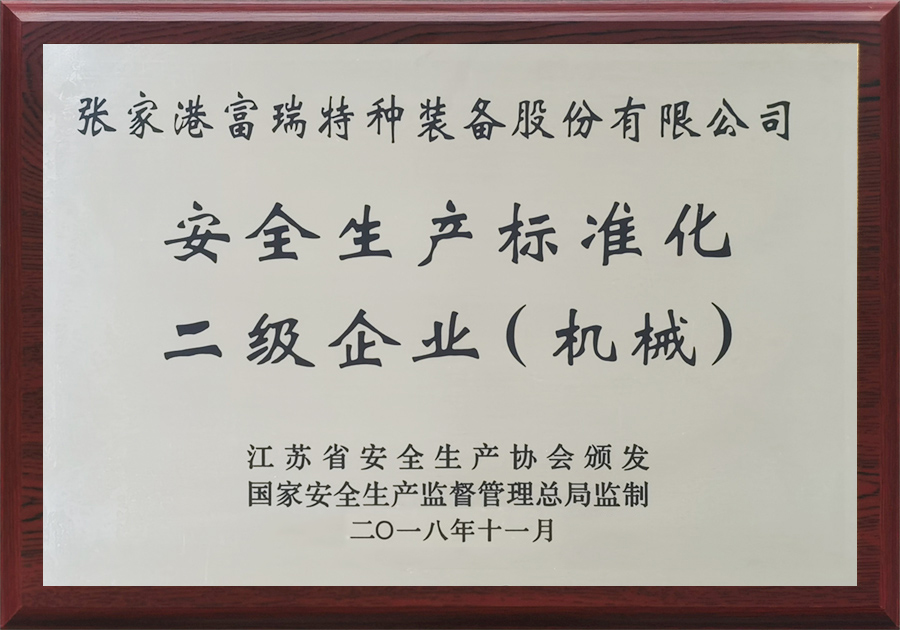 张家港富瑞特种装备股份有限公司
安全生产标准化
二级企业(机械)
江苏省安全生产协会颁发
国家安全生产监督管理总局监制
二〇一八年十一月